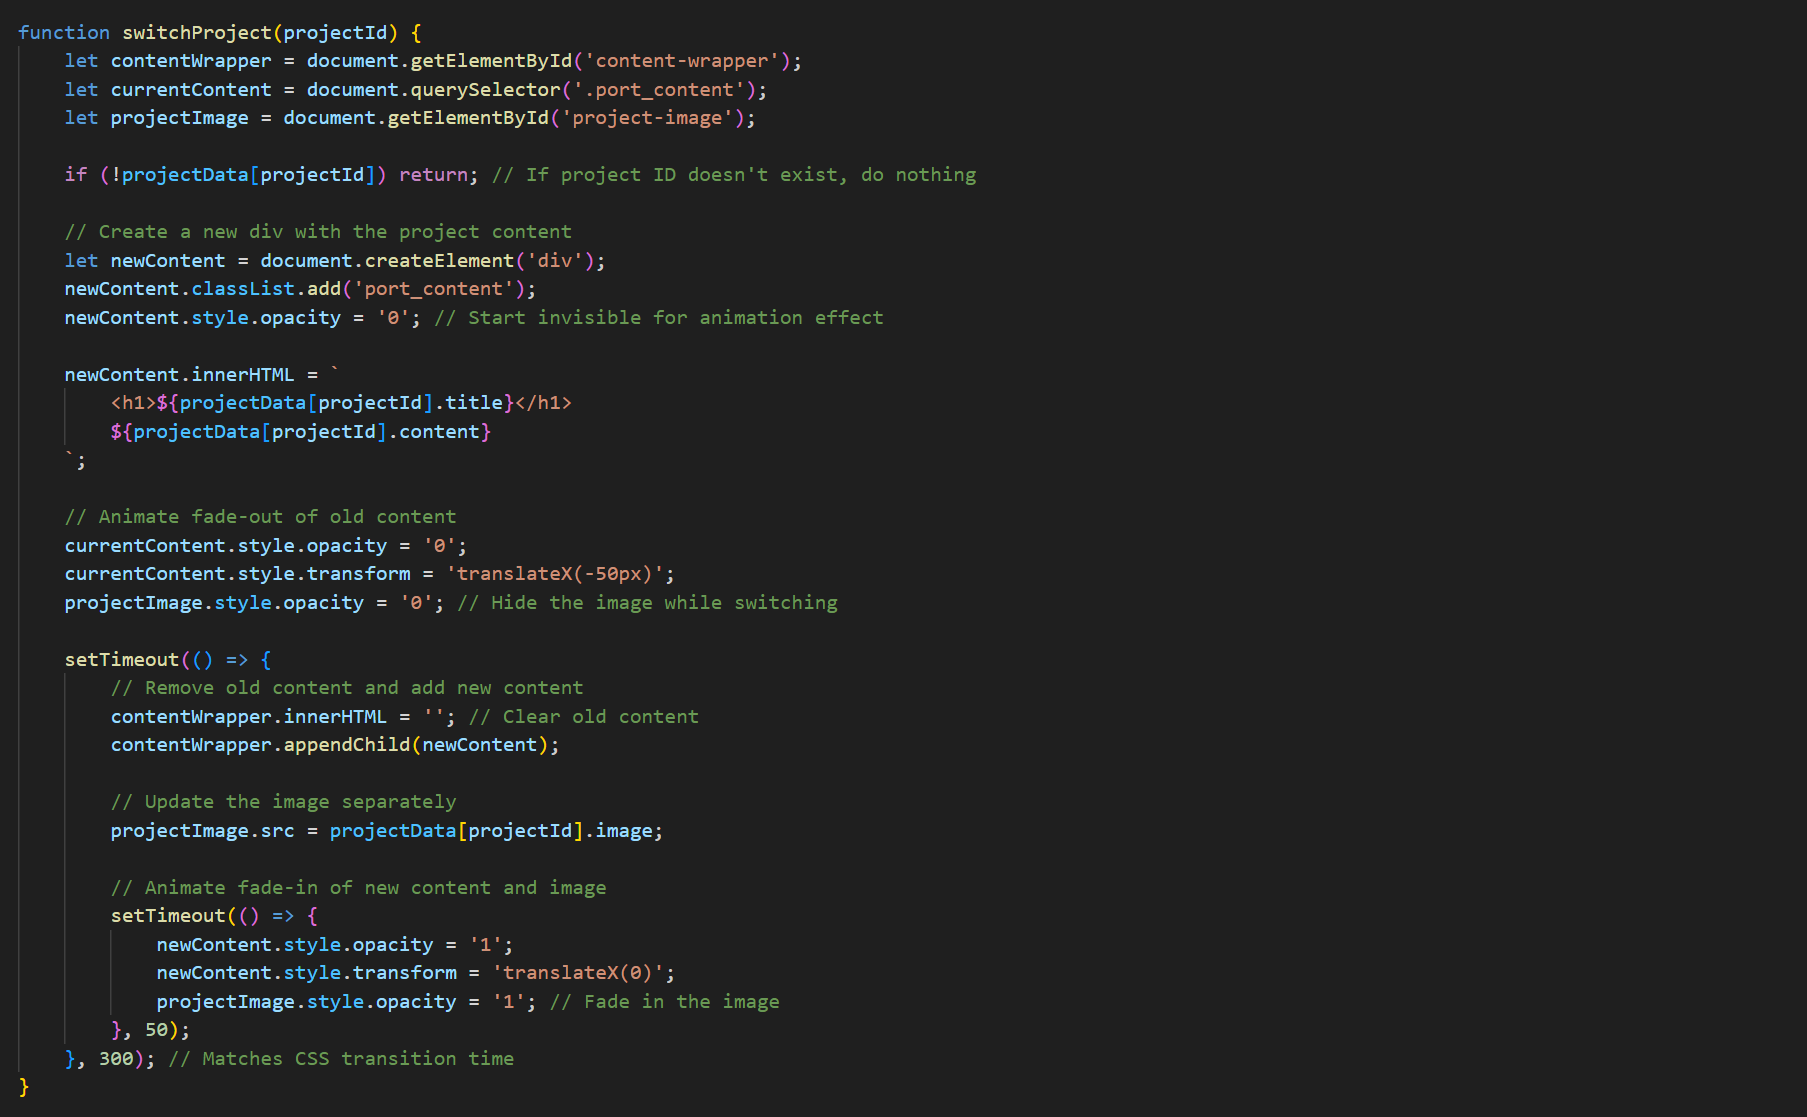 function switchProject(projectId) {
    let contentWrapper = document.getElementById('content-wrapper');
    let currentContent = document.querySelector('.port_content');
    let projectImage = document.getElementById('project-image');

    if (!projectData[projectId]) return; // If project ID doesn't exist, do nothing

    // Create a new div with the project content
    let newContent = document.createElement('div');
    newContent.classList.add('port_content');
    newContent.style.opacity = '0'; // Start invisible for animation effect

    newContent.innerHTML = `
        <h1>${projectData[projectId].title}</h1>
        ${projectData[projectId].content}
    `;

    // Animate fade-out of old content
    currentContent.style.opacity = '0';
    currentContent.style.transform = 'translateX(-50px)';
    projectImage.style.opacity = '0'; // Hide the image while switching

    setTimeout(() => {
        // Remove old content and add new content
        contentWrapper.innerHTML = ''; // Clear old content
        contentWrapper.appendChild(newContent);

        // Update the image separately
        projectImage.src = projectData[projectId].image;

        // Animate fade-in of new content and image
        setTimeout(() => {
            newContent.style.opacity = '1';
            newContent.style.transform = 'translateX(0)';
            projectImage.style.opacity = '1'; // Fade in the image
        }, 50);
    }, 300); // Matches CSS transition time
}